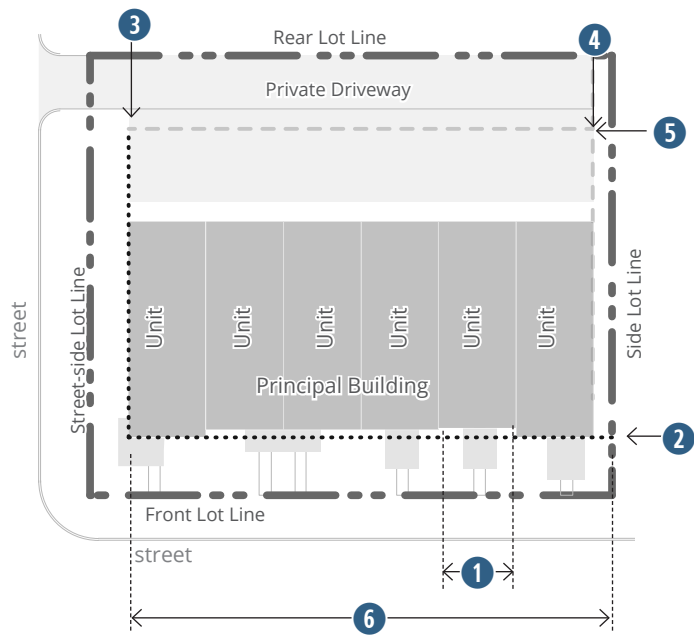 3
Rear Lot Line
4
Private Driveway
5
street
Street-side Lot Line
Unit
Unit
Unit
Unit
Unit
Unit
Side Lot Line
Principal Building
2
Front Lot Line
street
1
6